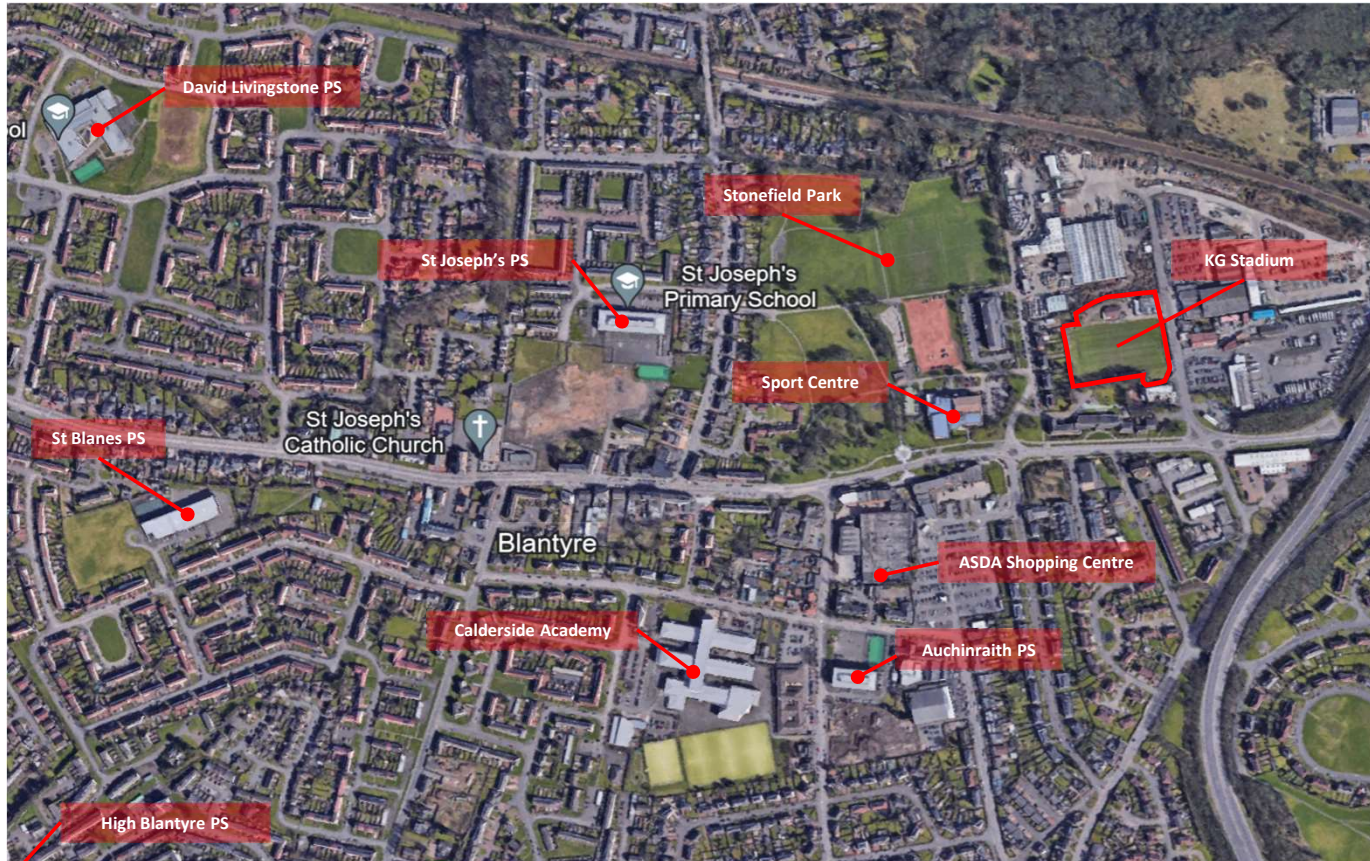 David Livingstone PS
ool
Stonefield Park
St Joseph's PS
St Joseph's
Primary School
KG Stadium
Sport Centre
St Joseph's
Catholic Church
St Blanes PS
Blantyre
ASDA Shopping Centre
Calderside Academy
Auchinraith PS
High Blantyre PS